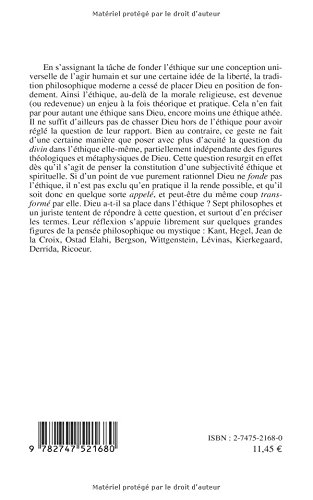 Matériel protégé par le droit d'auteur
En s'assignant la tâche de fonder l'éthique sur une conception uni-
verselle de l'agir humain et sur une certaine idée de la liberté, la tradi-
tion philosophique moderne a cessé de placer Dieu en position de fon-
dement. Ainsi l'éthique, au-delà de la morale religieuse, est devenue
(ou redevenue) un enjeu à la fois théorique et pratique. Cela n'en fait
par pour autant une éthique sans Dieu, encore moins une éthique athée.
Il ne suffit d'ailleurs pas de chasser Dieu hors de l'éthique pour avoir
réglé la question de leur rapport. Bien au contraire, ce geste ne fait
d'une certaine manière que poser avec plus d'acuité la question du
divin dans l'éthique elle-même, partiellement indépendante des figures
théologiques et métaphysiques de Dieu. Cette question resurgit en effet
dès qu'il s'agit de penser la constitution d'une subjectivité éthique et
spirituelle. Si d'un point de vue purement rationnel Dieu ne fonde pas
l'éthique, il n'est pas exclu qu'en pratique il la rende possible, et qu'il
soit donc en quelque sorte appelé, et peut-être du même coup trans-
formé par elle. Dieu a-t-il sa place dans l'éthique ? Sept philosophes et
un juriste tentent de répondre à cette question, et surtout d'en préciser
les termes. Leur réflexion s'appuie librement sur quelques grandes
figures de la pensée philosophique ou mystique : Kant, Hegel, Jean de
la Croix, Ostad Elahi, Bergson, Wittgenstein, Lévinas, Kierkegaard,
Derrida, Ricoeur.
ISBN : 2-7475-2168-0
11,45 €
9 782747 521680
Matériel protégé par le droit d'auteur